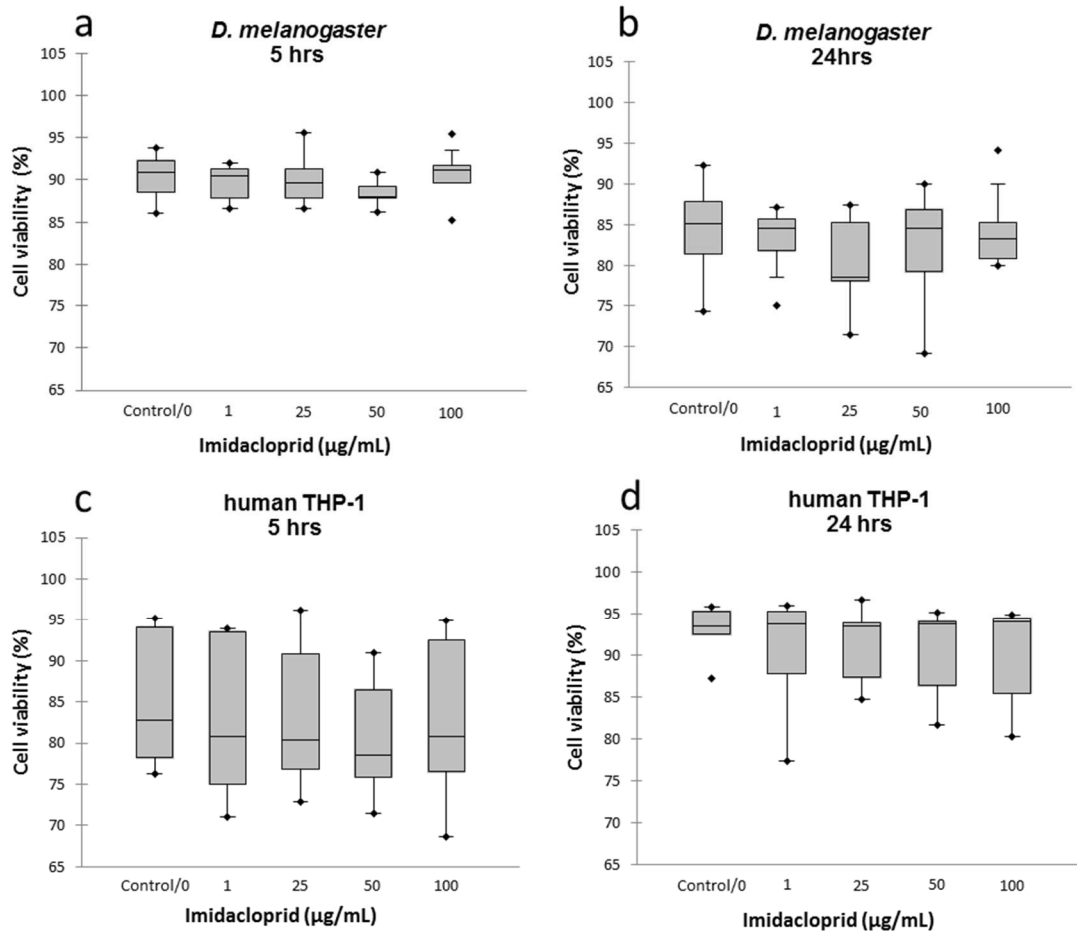 a
D. melanogaster
5 hrs
105
100
95
90
85
80
75
70
65
Cell viability (%)
Control/0 1 25 50 100
Imidacloprid (µg/mL)
b
D. melanogaster
24hrs
105
100
95
90
85
80
75
70
65
Cell viability (%)
Control/0 1 25 50 100
Imidacloprid (µg/mL)
c
human THP-1
5 hrs
105
100
95
90
85
80
75
70
65
Cell viability (%)
Control/0 1 25 50 100
Imidacloprid (µg/mL)
d
human THP-1
24 hrs
105
100
95
90
85
80
75
70
65
Cell viability (%)
Control/0 1 25 50 100
Imidacloprid (µg/mL)